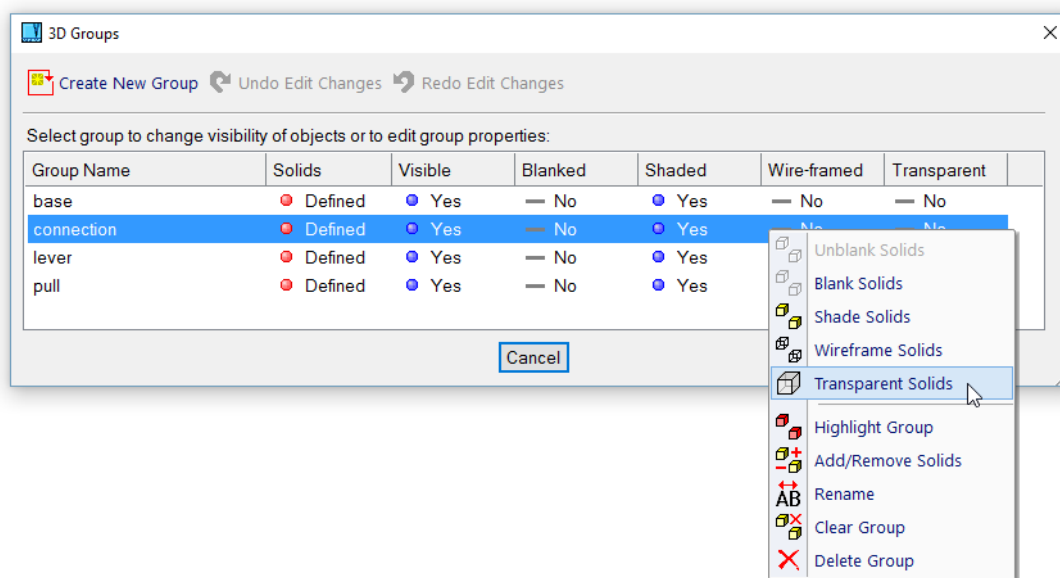 3D Groups
Create New Group Undo Edit Changes Redo Edit Changes
Select group to change visibility of objects or to edit group properties:
Group Name Solids Visible Blanked Shaded Wire-framed Transparent
base Defined Yes No Yes No No
connection Defined Yes No Yes No No
lever Defined Yes No Yes
pull Defined Yes No Yes
Cancel
Unblank Solids
Blank Solids
Shade Solids
Wireframe Solids
Transparent Solids
Highlight Group
Add/Remove Solids
AB Rename
Clear Group
Delete Group